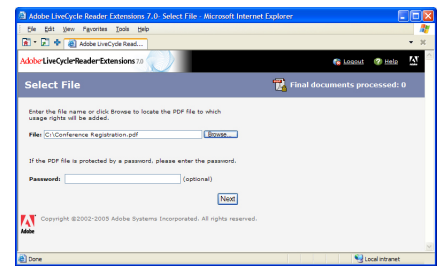 Adobe LiveCycle Reader Extensions 7.0- Select File - Microsoft Internet Explorer
File Edit View Favorites Tools Help
Adobe LiveCycle Read...
Adobe LiveCycle Reader Extensions 7.0 Logout Help
Select File Final documents processed: 0
Enter the file name or click Browse to locate the PDF file to which
usage rights will be added.
File: C:\Conference Registration.pdf Browse...
If the PDF file is protected by a password, please enter the password.
Password: (optional)
Next
Copyright ©2002-2005 Adobe Systems Incorporated. All rights reserved.
Adobe
Done Local intranet